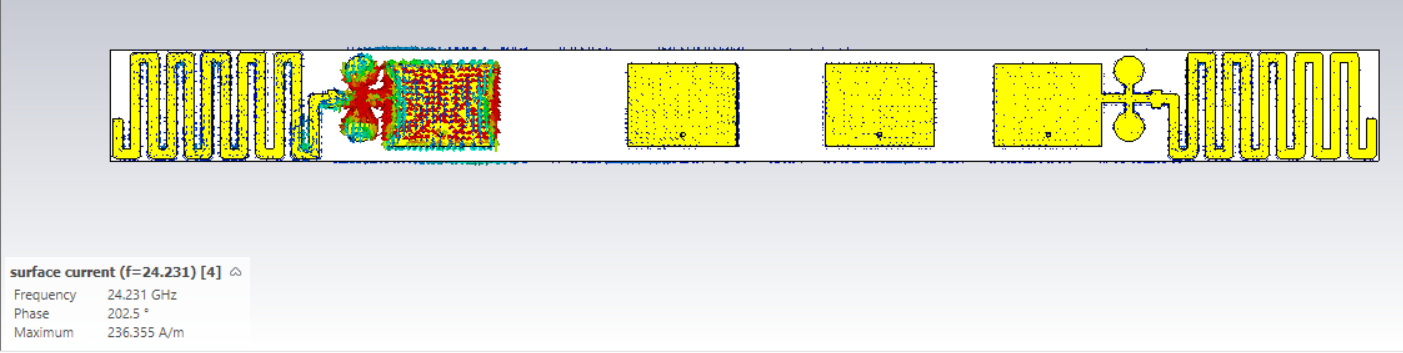 surface current (f=24.231) [4]
Frequency 24.231 GHz
Phase 202.5 °
Maximum 236.355 A/m